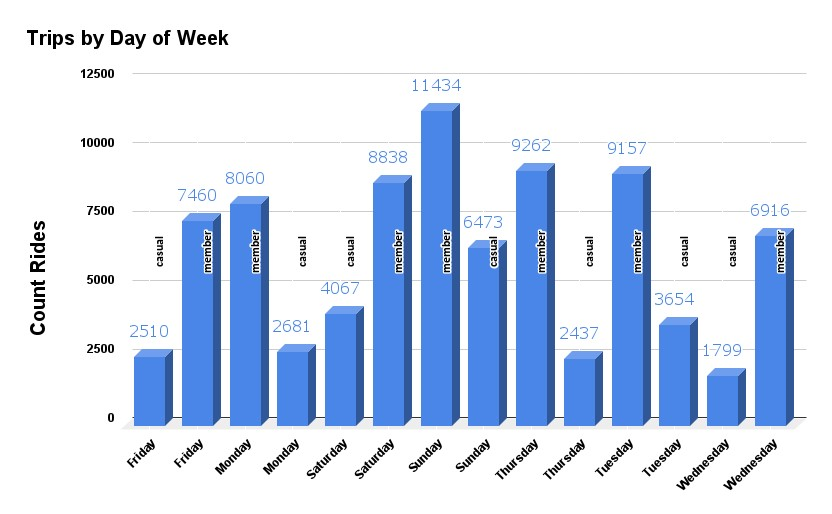 Trips by Day of Week
Count Rides
12500
10000
7500
5000
2500
0
2510
7460
8060
2681
4067
8838
11434
6473
9262
2437
9157
3654
1799
6916
casual
member
member
casual
casual
member
casual
member
casual
member
casual
casual
member
Friday
Friday
Monday
Monday
Saturday
Saturday
Sunday
Sunday
Thursday
Thursday
Tuesday
Tuesday
Wednesday
Wednesday